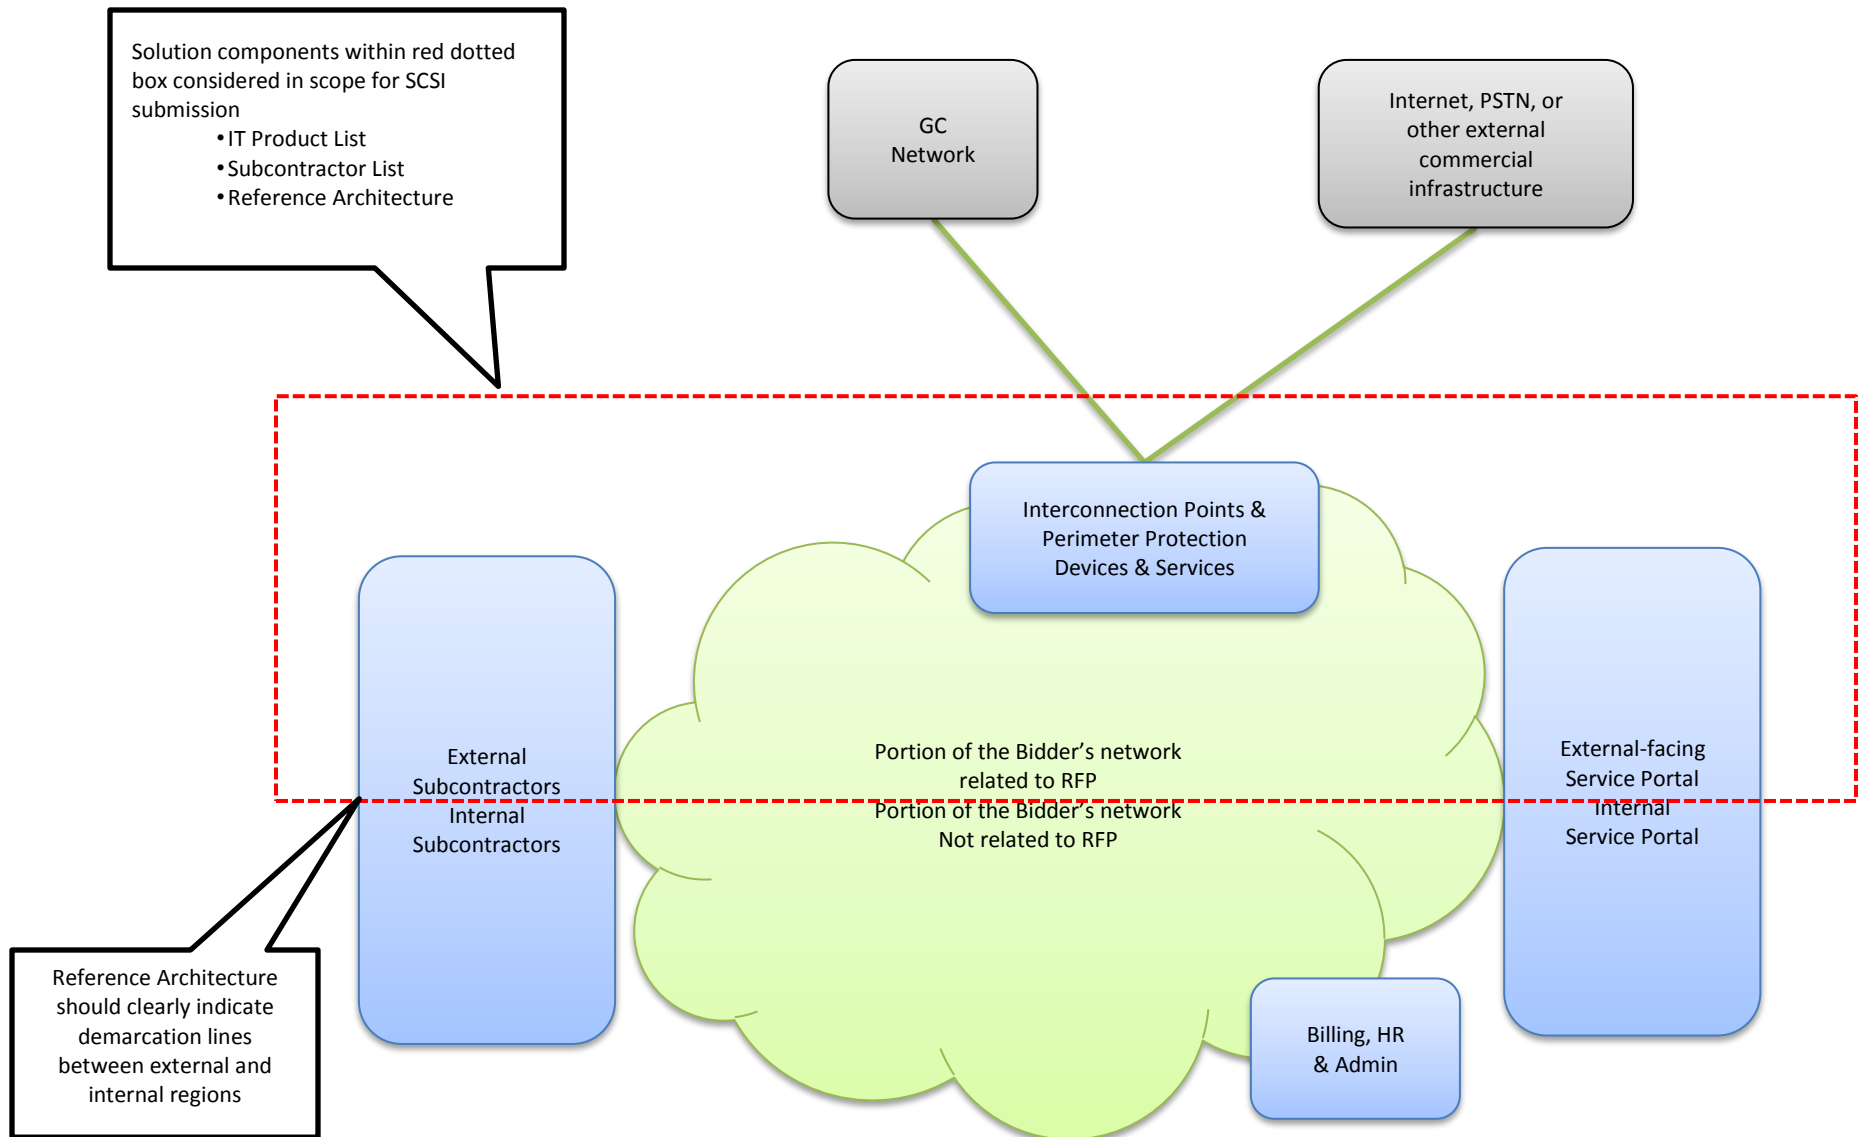 Solution components within red dotted
box considered in scope for SCSI
submission
•IT Product List
•Subcontractor List
•Reference Architecture
GC
Network
Internet, PSTN, or
other external
commercial
infrastructure
Interconnection Points &
Perimeter Protection
Devices & Services
External
Subcontractors
Internal
Subcontractors
Portion of the Bidder’s network
related to RFP
Portion of the Bidder’s network
Not related to RFP
External-facing
Service Portal
Internal
Service Portal
Reference Architecture
should clearly indicate
demarcation lines
between external and
internal regions
Billing, HR
& Admin